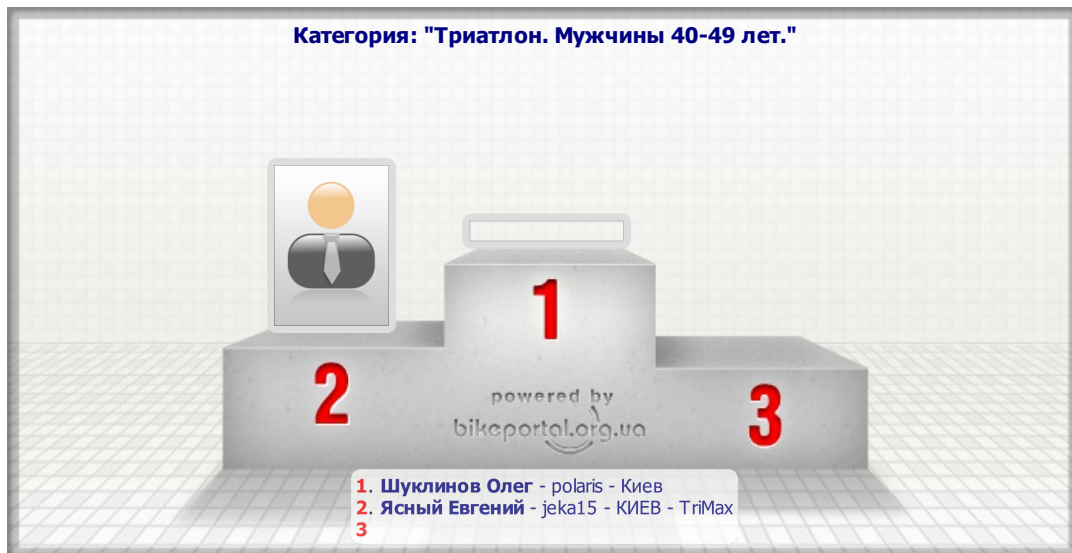 Категория: "Триатлон. Мужчины 40-49 лет."
1
2
3
powered by
bikeportal.org.ua
1. Шуклинов Олег - polaris - Киев
2. Ясный Евгений - jeka15 - КИЕВ - TriMax
3